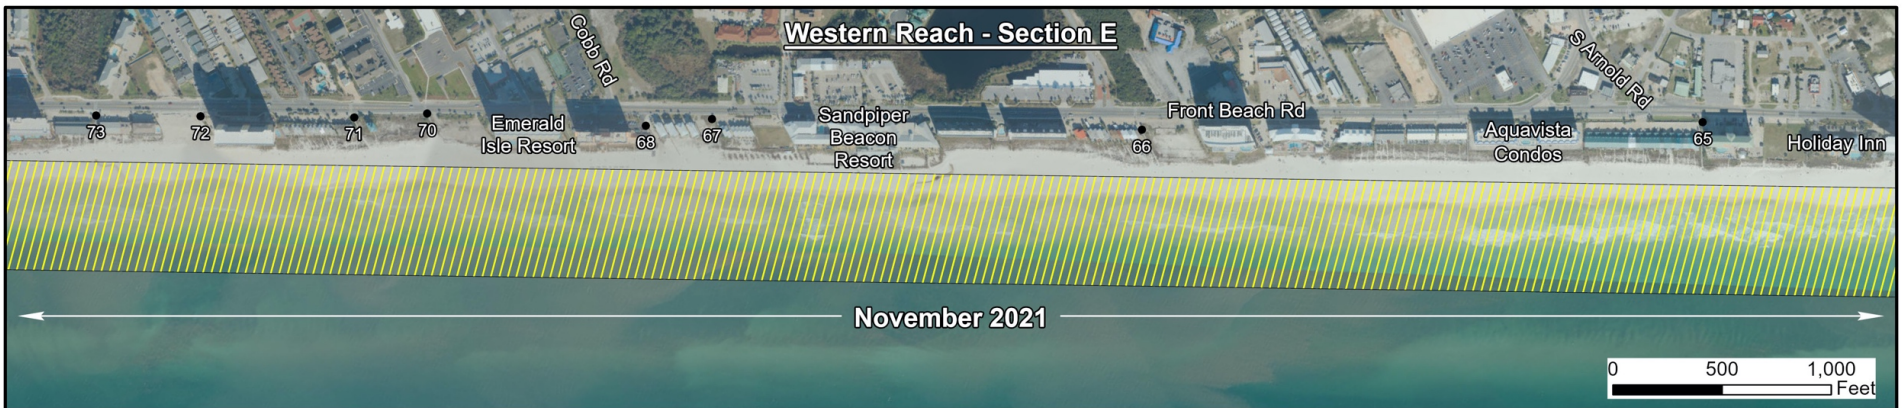 Western Reach - Section E
Cobb Rd
S Arnold Rd
Front Beach Rd
73
72
71
70
Emerald
Isle Resort
68
67
Sandpiper
Beacon
Resort
66
Aquavista
Condos
65
Holiday Inn
November 2021
0 500 1,000
Feet